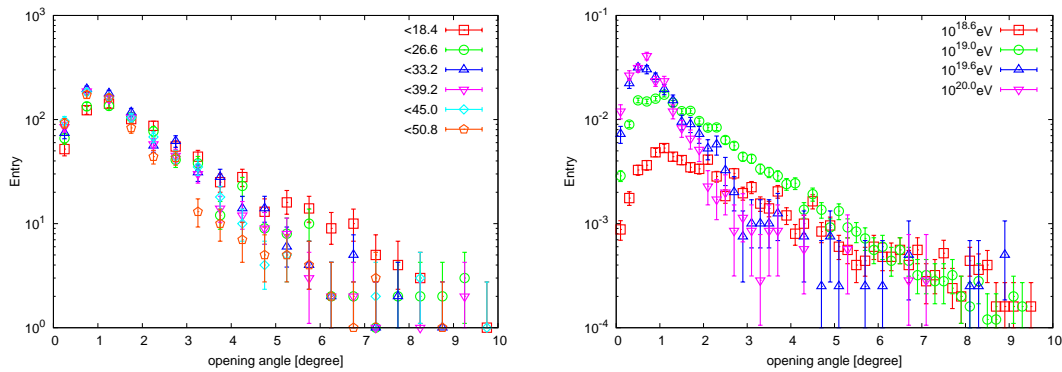 10^3
10^2
10^1
10^0
Entry
0 1 2 3 4 5 6 7 8 9 10
opening angle [degree]
<18.4
<26.6
<33.2
<39.2
<45.0
<50.8
10^-1
10^-2
10^-3
10^-4
Entry
0 1 2 3 4 5 6 7 8 9 10
opening angle [degree]
10^18.6eV
10^19.0eV
10^19.6eV
10^20.0eV